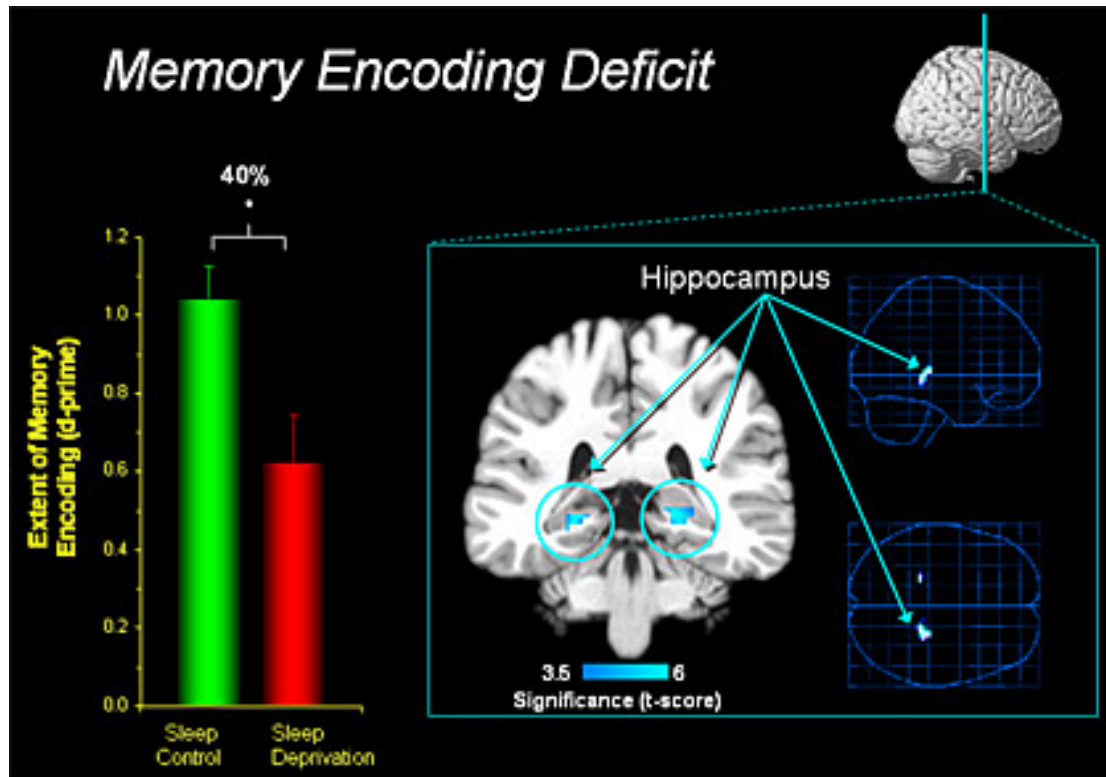 Memory Encoding Deficit
40%
*
1.2
1.0
0.8
0.6
0.4
0.2
0.0
Extent of Memory
Encoding (d-prime)
Sleep
Control
Sleep
Deprivation
Hippocampus
3.5
6
Significance (t-score)